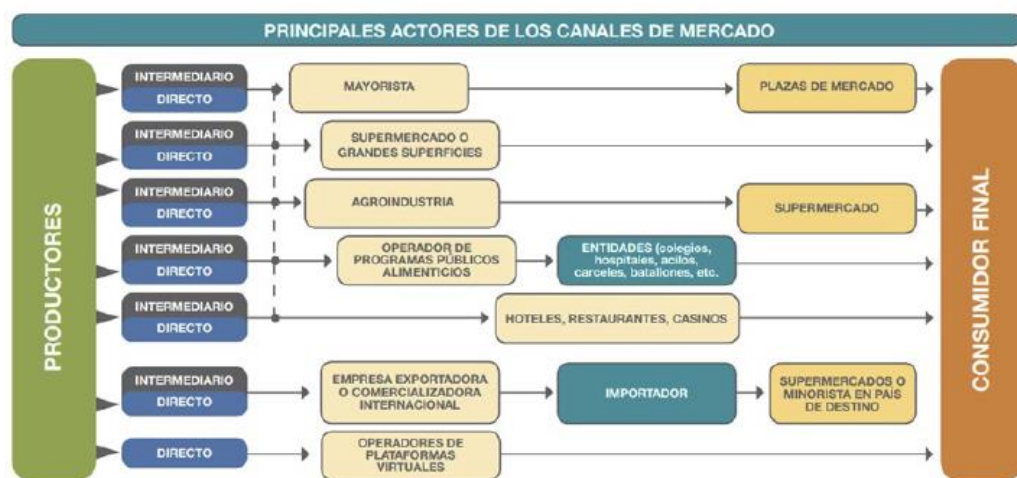 PRINCIPALES ACTORES DE LOS CANALES DE MERCADO
PRODUCTORES
INTERMEDIARIO
DIRECTO
MAYORISTA
PLAZAS DE MERCADO
INTERMEDIARIO
DIRECTO
SUPERMERCADO O
GRANDES SUPERFICIES
INTERMEDIARIO
DIRECTO
AGROINDUSTRIA
SUPERMERCADO
INTERMEDIARIO
DIRECTO
OPERADOR DE
PROGRAMAS PÚBLICOS
ALIMENTICIOS
ENTIDADES (colegios,
hospitales, acilos,
carceles, batallones, etc.
INTERMEDIARIO
DIRECTO
HOTELES, RESTAURANTES, CASINOS
INTERMEDIARIO
DIRECTO
EMPRESA EXPORTADORA
O COMERCIALIZADORA
INTERNACIONAL
IMPORTADOR
SUPERMERCADOS O
MINORISTA EN PAÍS
DE DESTINO
DIRECTO
OPERADORES DE
PLATAFORMAS
VIRTUALES
CONSUMIDOR FINAL